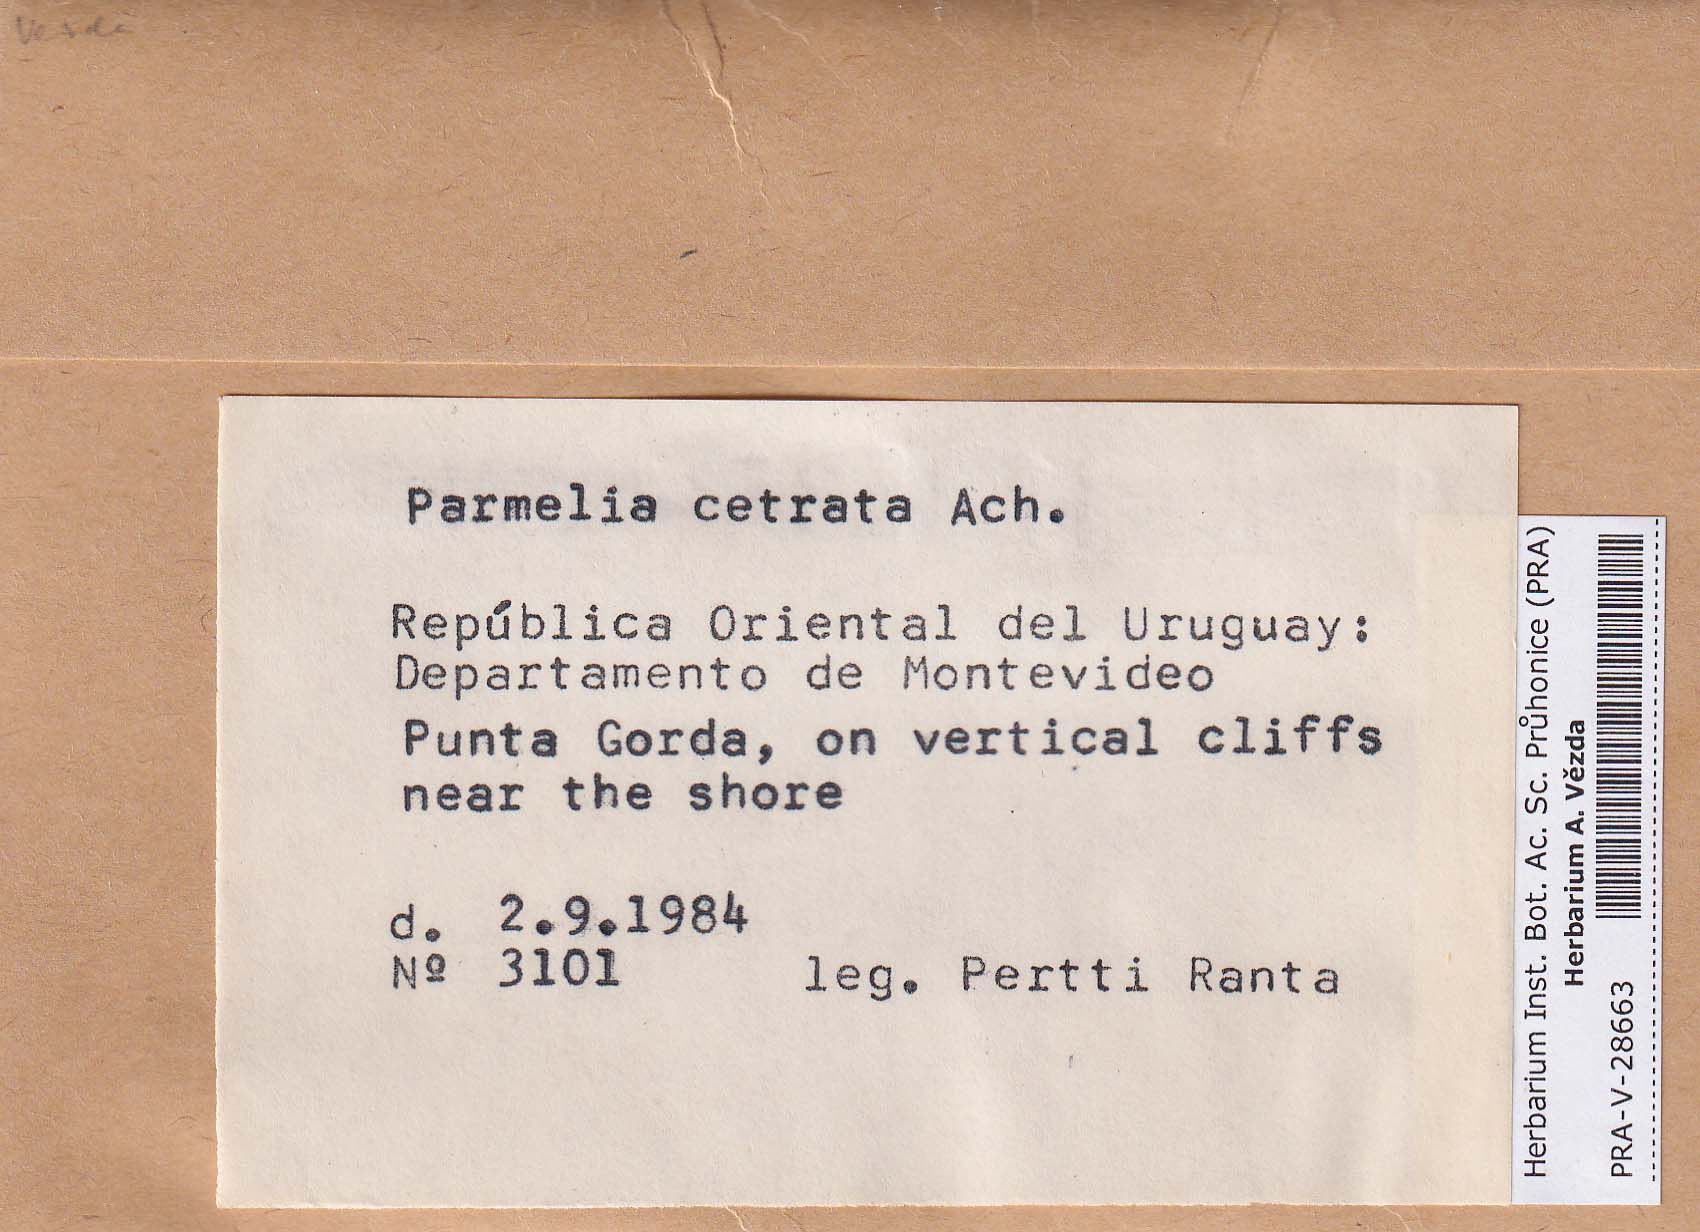 Parmelia cetrata Ach.
República Oriental del Uruguay:
Departamento de Montevideo
Punta Gorda, on vertical cliffs
near the shore
d. 2.9.1984
Nº 3101 leg. Pertti Ranta
Herbarium Inst. Bot. Ac. Sc. Průhonice (PRA)
Herbarium A. Vězda
PRA-V-28663